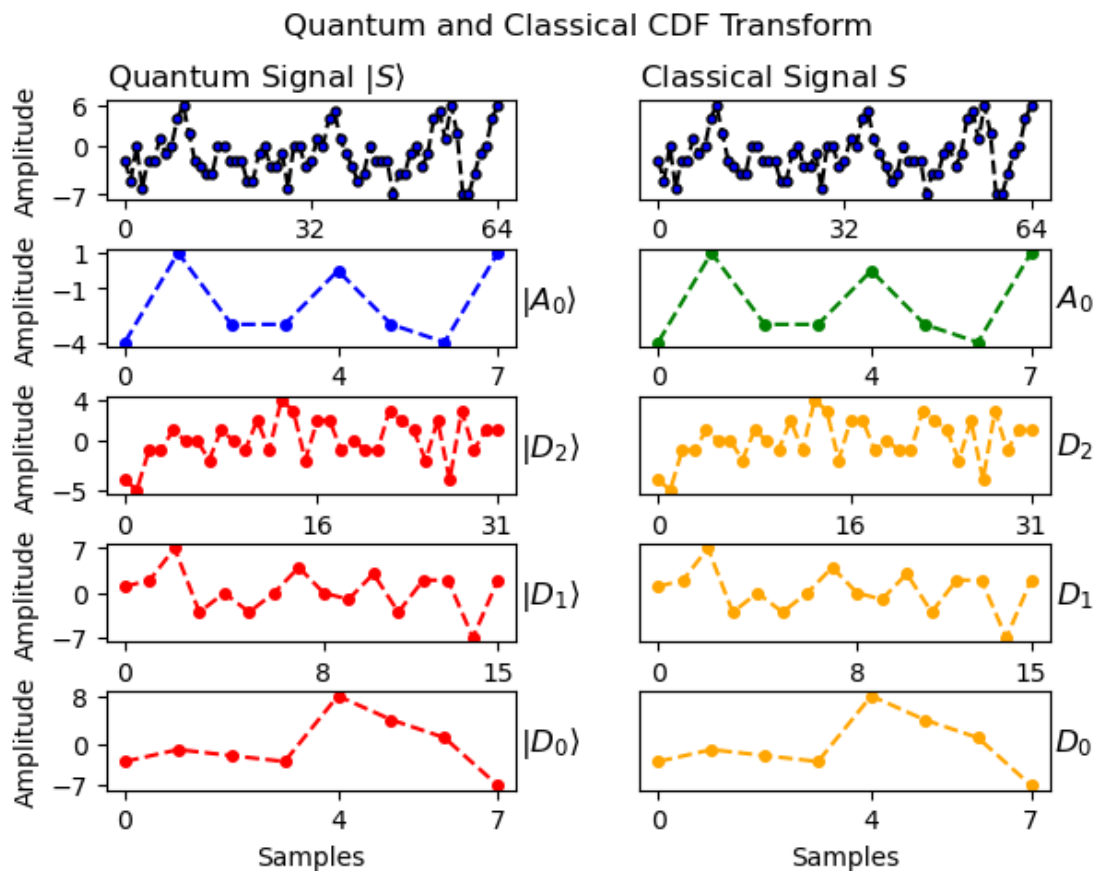 Quantum and Classical CDF Transform
Quantum Signal |S⟩
Classical Signal S
Amplitude
6
0
−7
0 32 64
0 32 64
Amplitude
1
−1
−4
0 4 7
|A₀⟩
0 4 7
A₀
Amplitude
4
0
−5
0 16 31
|D₂⟩
0 16 31
D₂
Amplitude
7
0
−7
0 8 15
|D₁⟩
0 8 15
D₁
Amplitude
8
0
−7
0 4 7
|D₀⟩
0 4 7
D₀
Samples
Samples